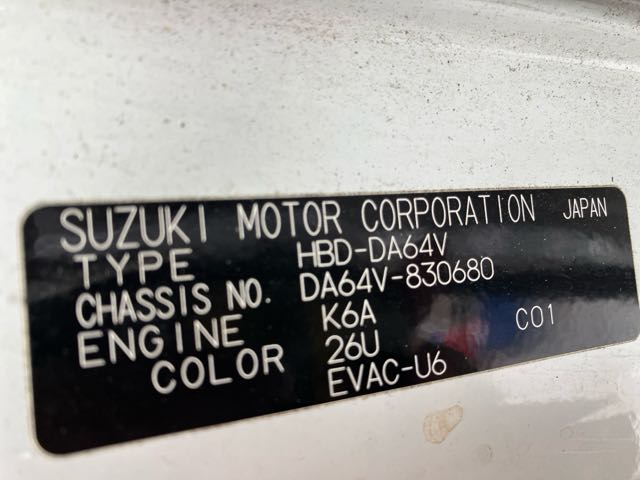 SUZUKI MOTOR CORPORATION JAPAN
TYPE HBD-DA64V
CHASSIS NO. DA64V-830680
ENGINE K6A C01
COLOR 26U
EVAC-U6